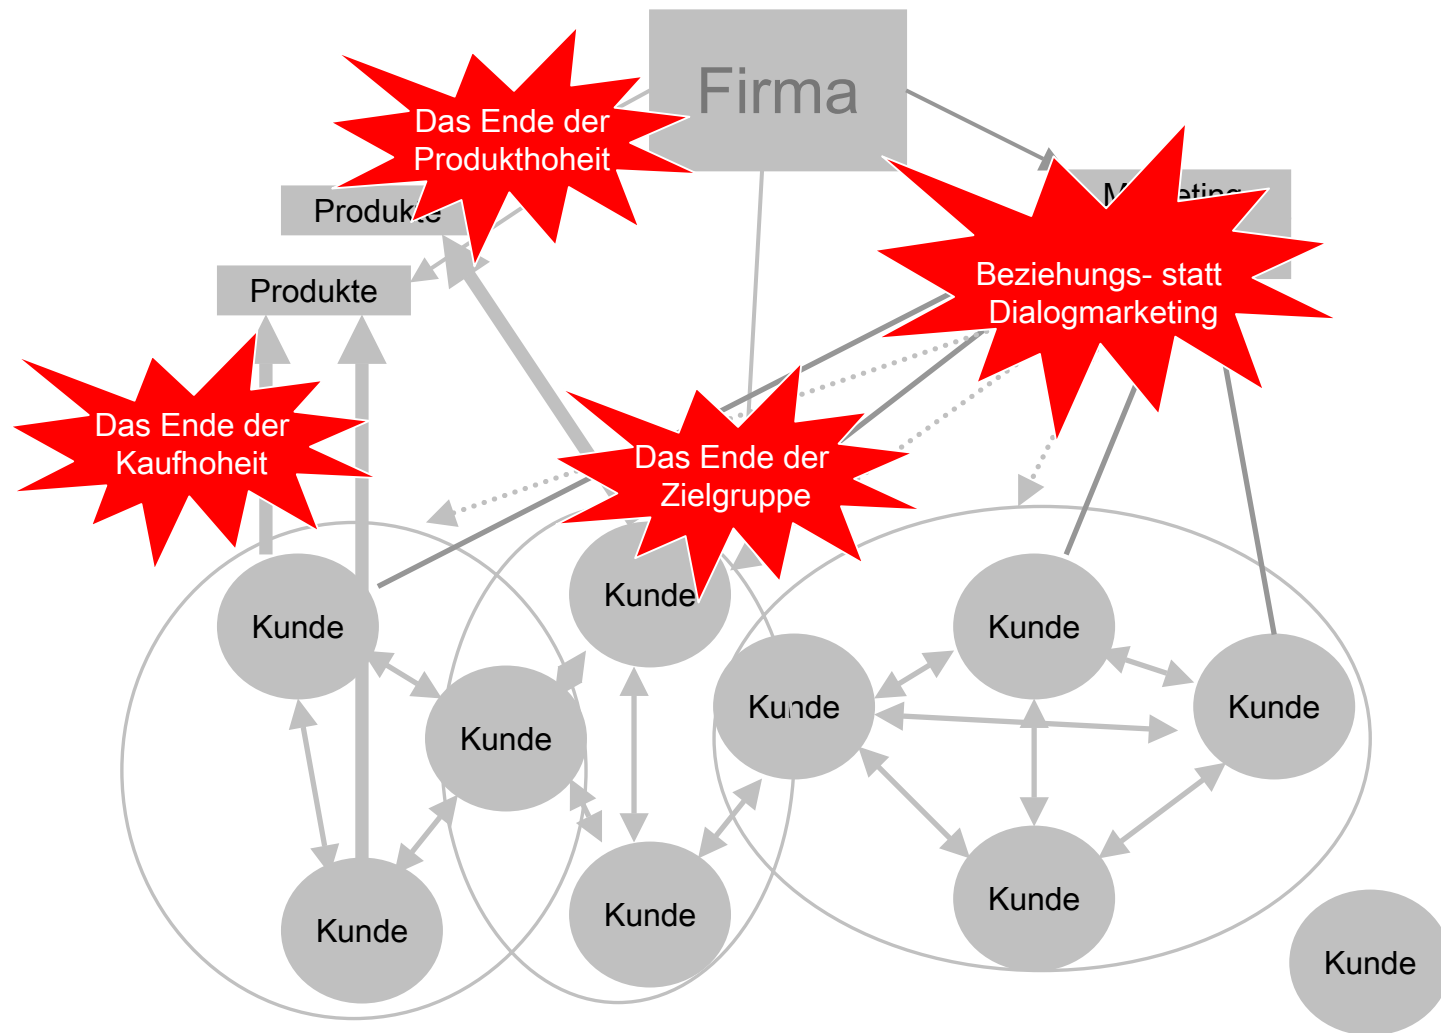 Firma
Das Ende der
Produkthoheit
Produkte
Produkte
Beziehungs- statt
Dialogmarketing
Das Ende der
Kaufhoheit
Das Ende der
Zielgruppe
Kunde
Kunde
Kunde
Kunde
Kunde
Kunde
Kunde
Kunde
Kunde
Kunde